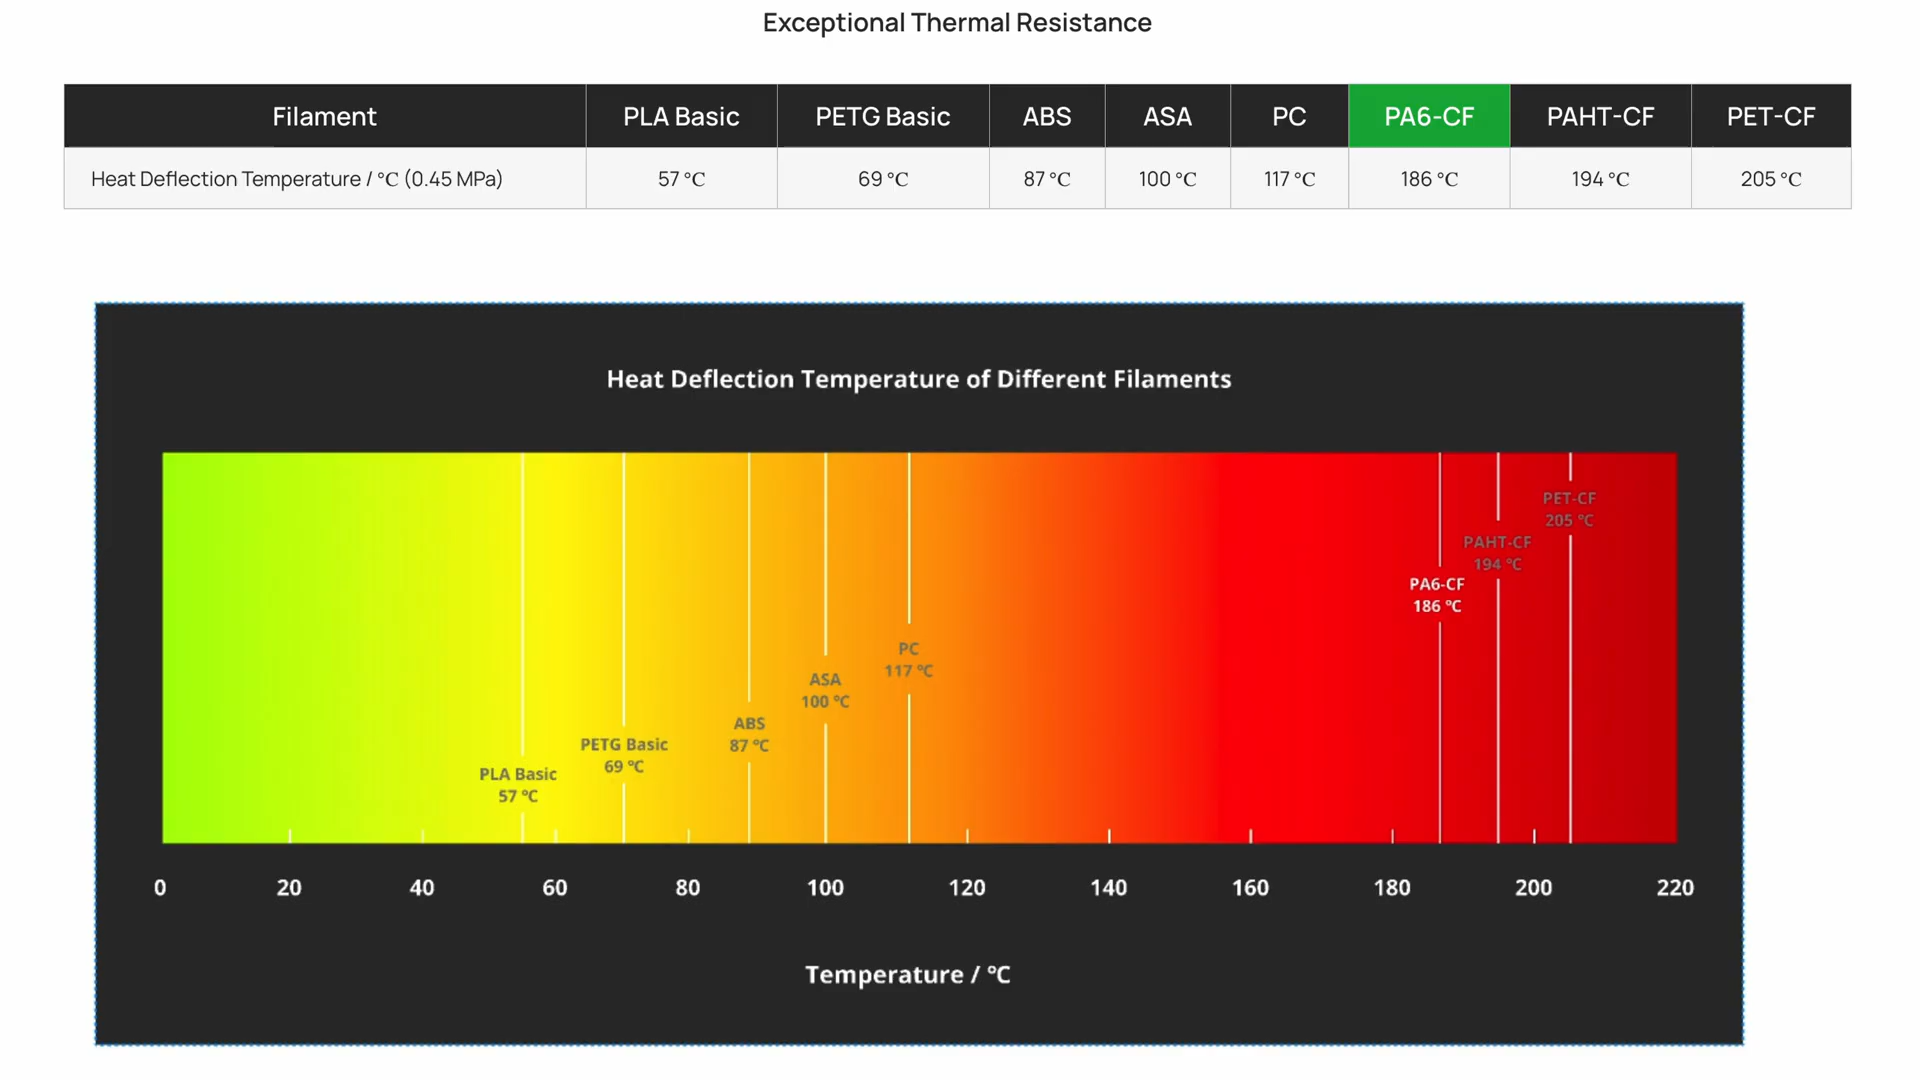 Exceptional Thermal Resistance
Filament PLA Basic PETG Basic ABS ASA PC PA6-CF PAHT-CF PET-CF
Heat Deflection Temperature / °C (0.45 MPa) 57 °C 69 °C 87 °C 100 °C 117 °C 186 °C 194 °C 205 °C
Heat Deflection Temperature of Different Filaments
PET-CF
205 °C
PAHT-CF
194 °C
PA6-CF
186 °C
PC
117 °C
ASA
100 °C
ABS
87 °C
PETG Basic
69 °C
PLA Basic
57 °C
0 20 40 60 80 100 120 140 160 180 200 220
Temperature / °C